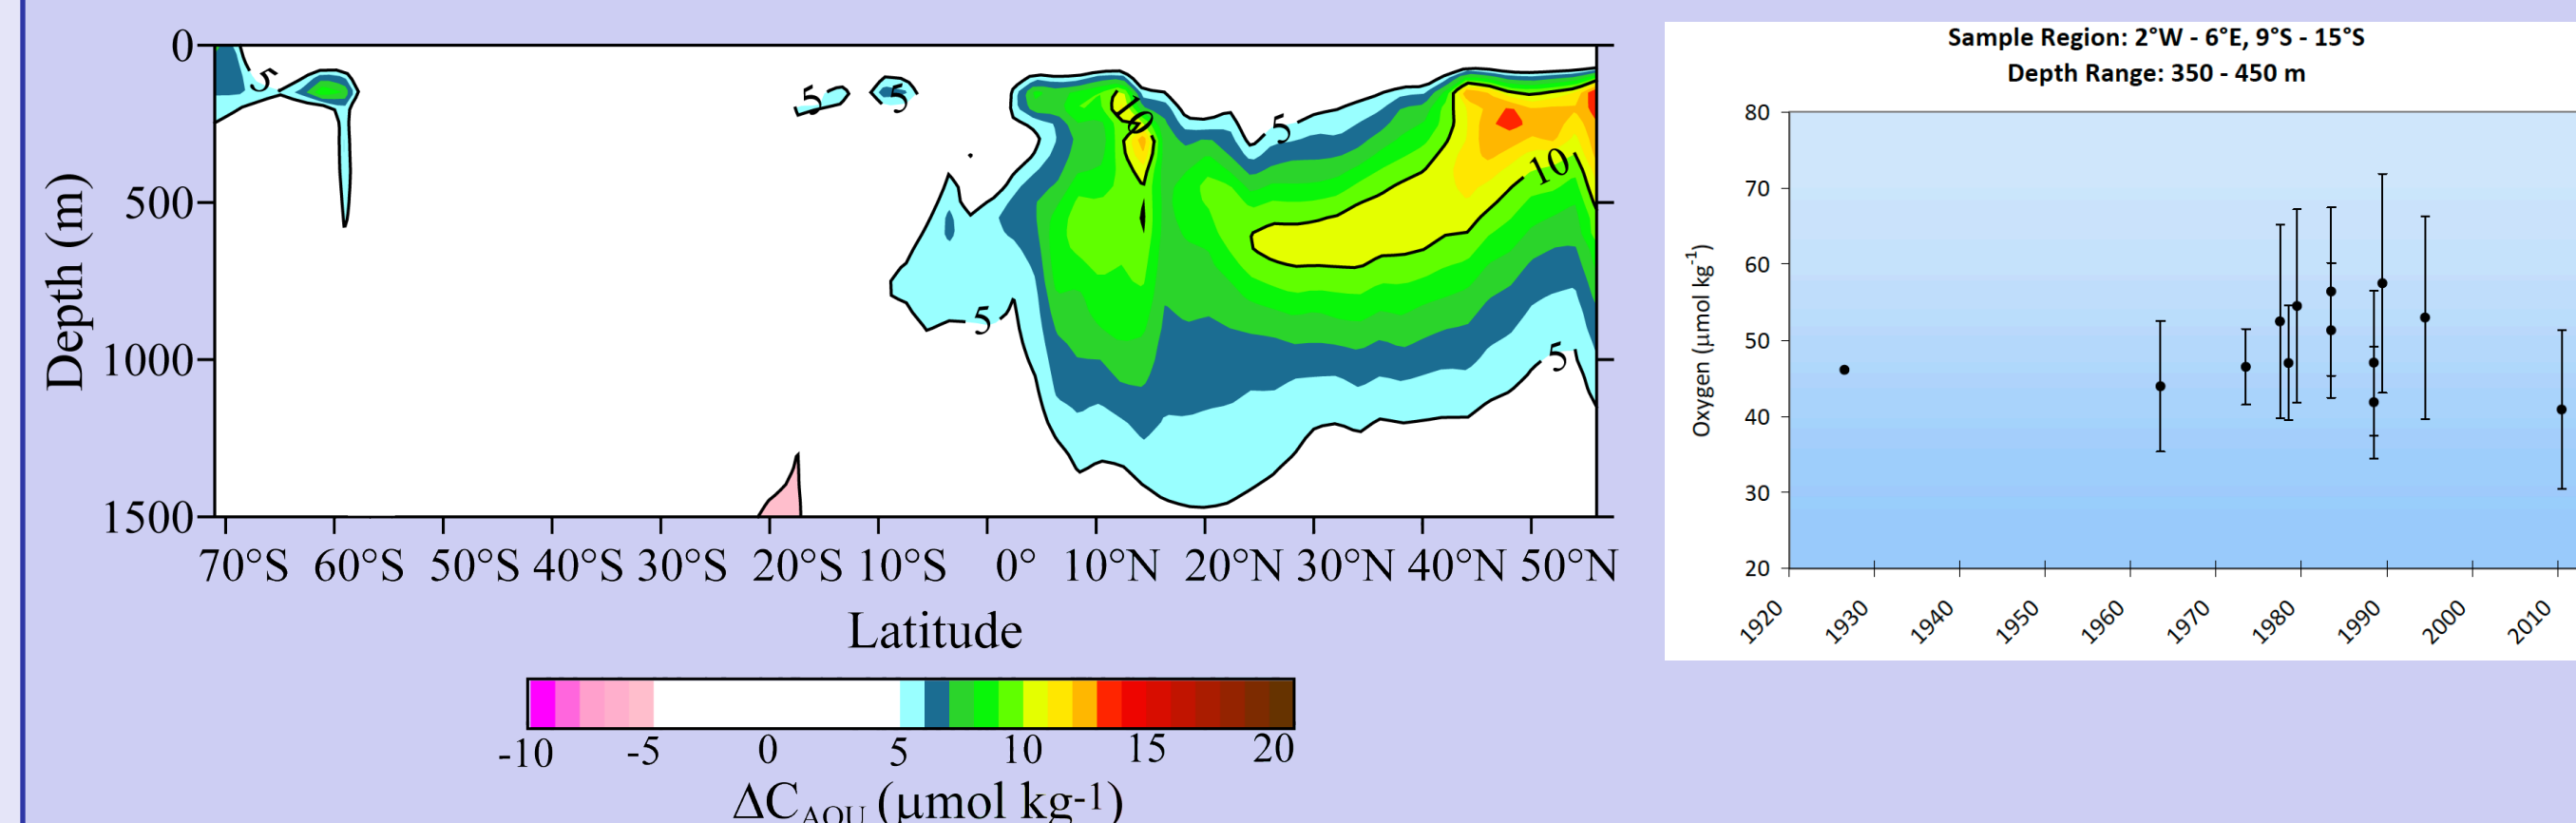 0
500
1000
1500
Depth (m)
5
5
5
5
10
10
5
5
70°S 60°S 50°S 40°S 30°S 20°S 10°S 0° 10°N 20°N 30°N 40°N 50°N
Latitude
-10 -5 0 5 10 15 20
ΔC_AOU (μmol kg-1)
Sample Region: 2°W - 6°E, 9°S - 15°S
Depth Range: 350 - 450 m
80
70
60
50
40
30
20
Oxygen (μmol kg-1)
1920 1930 1940 1950 1960 1970 1980 1990 2000 2010